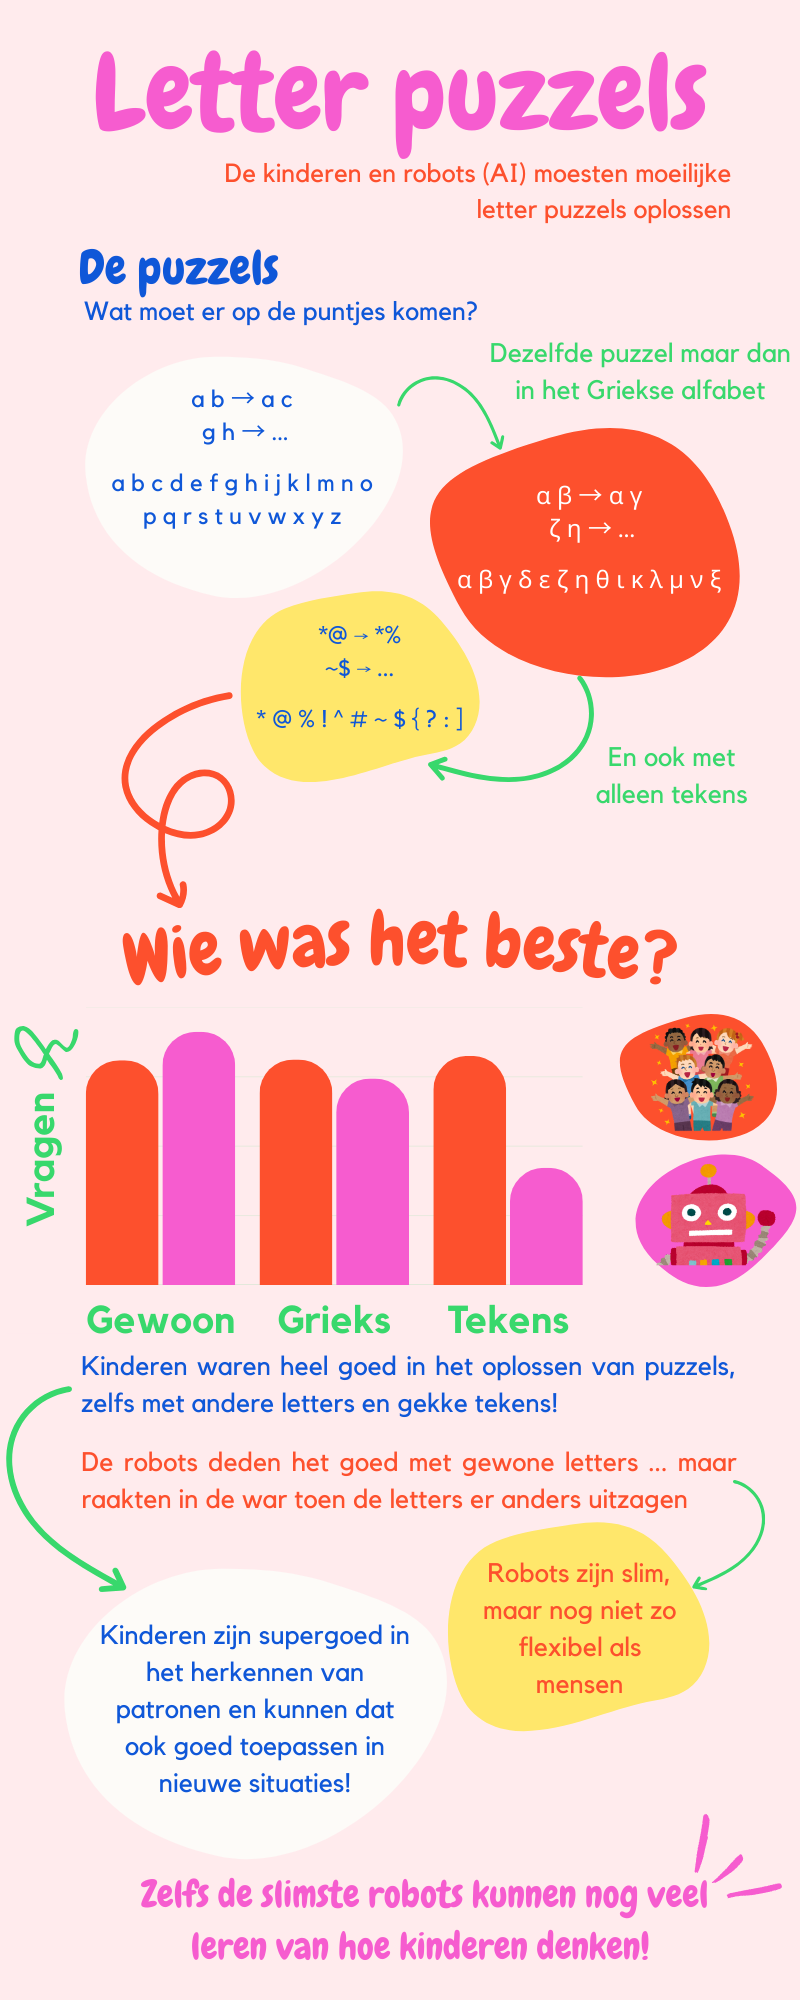 Letter puzzels
De kinderen en robots (AI) moesten moeilijke
letter puzzels oplossen
De puzzels
Wat moet er op de puntjes komen?
Dezelfde puzzel maar dan
in het Griekse alfabet
a b → a c
g h → ...
a b c d e f g h i j k l m n o
p q r s t u v w x y z
α β → α γ
ζ η → ...
α β γ δ ε ζ η θ ι κ λ μ ν ξ
*@ → *%
~$ → ...
* @ % ! ^ # ~ $ { ? : ]
En ook met
alleen tekens
Wie was het beste?
Vragen
Gewoon Grieks Tekens
Kinderen waren heel goed in het oplossen van puzzels,
zelfs met andere letters en gekke tekens!
De robots deden het goed met gewone letters ... maar
raakten in de war toen de letters er anders uitzagen
Robots zijn slim,
maar nog niet zo
flexibel als
mensen
Kinderen zijn supergoed in
het herkennen van
patronen en kunnen dat
ook goed toepassen in
nieuwe situaties!
Zelfs de slimste robots kunnen nog veel
leren van hoe kinderen denken!